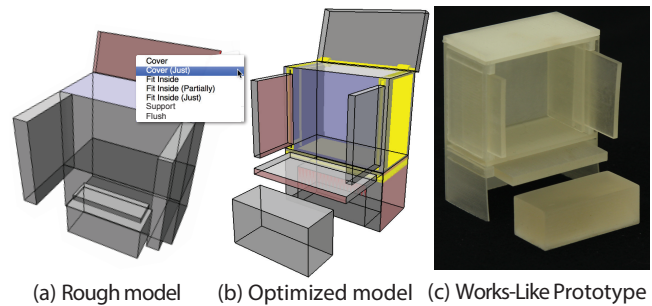 Cover
Cover (Just)
Fit Inside
Fit Inside (Partially)
Fit Inside (Just)
Support
Flush
(a) Rough model (b) Optimized model (c) Works-Like Prototype